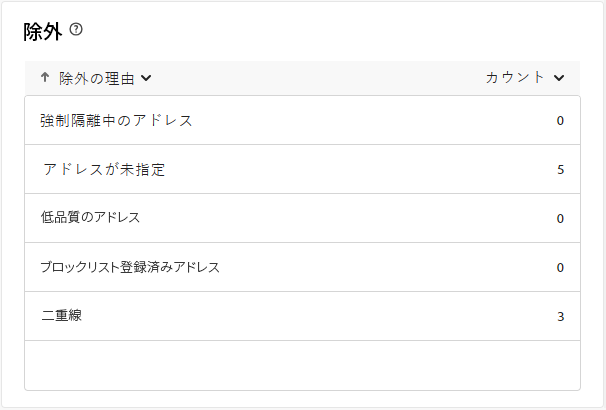 除外
除外の理由 カウント
強制隔離中のアドレス 0
アドレスが未指定 5
低品質のアドレス 0
ブロックリスト登録済みアドレス 0
二重線 3